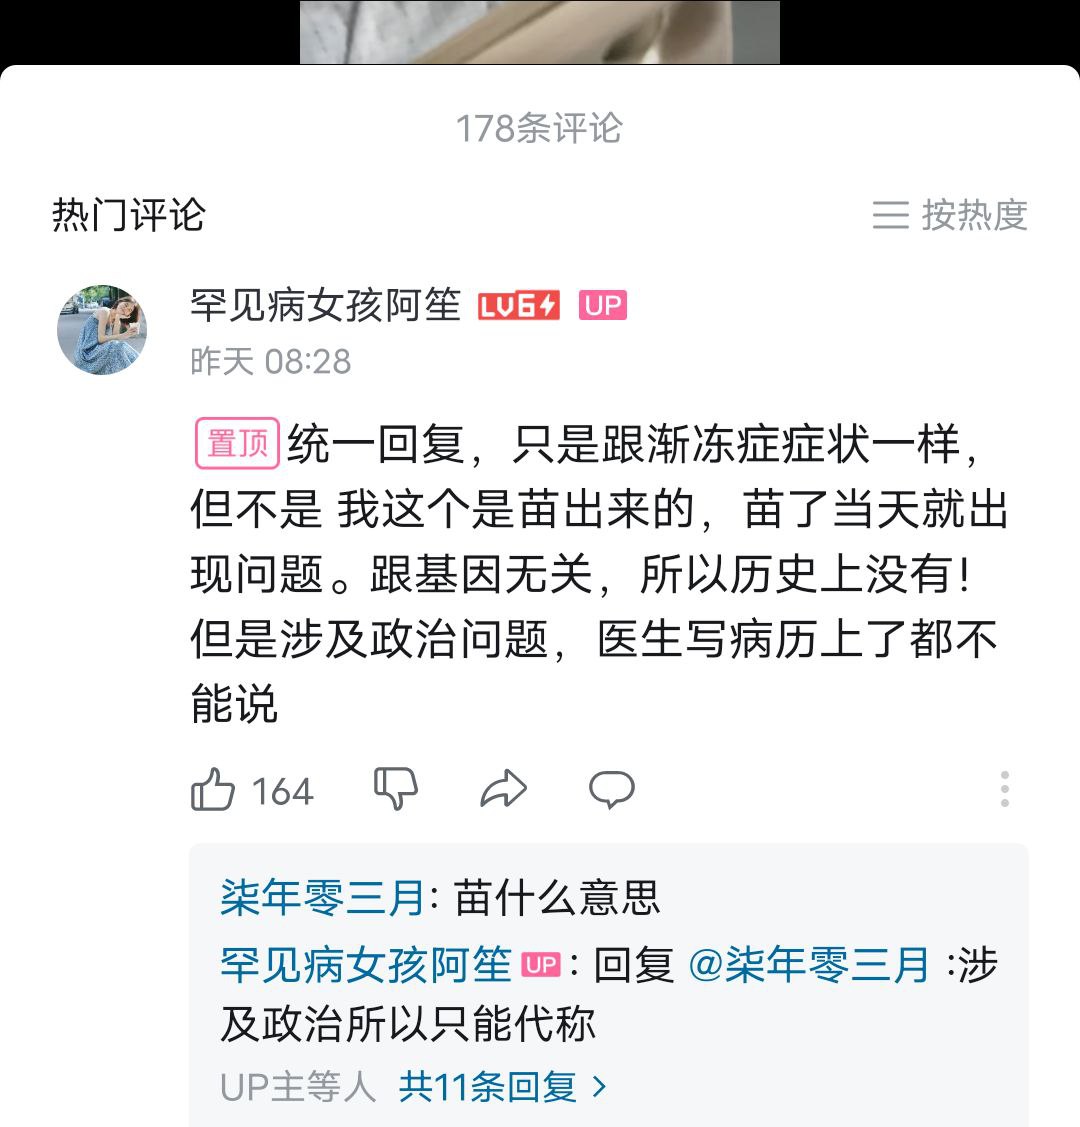 178条评论
热门评论
按热度
罕见病女孩阿笙 LV6 UP
昨天 08:28
置顶 统一回复，只是跟渐冻症症状一样，
但不是 我这个是苗出来的，苗了当天就出
现问题。跟基因无关，所以历史上没有！
但是涉及政治问题，医生写病历上了都不
能说
164
柒年零三月: 苗什么意思
罕见病女孩阿笙 UP : 回复 @柒年零三月 :涉
及政治所以只能代称
UP主等人 共11条回复 >